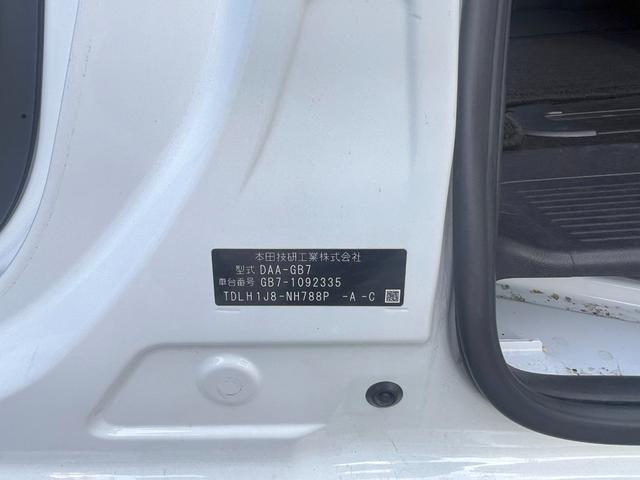 本田技研工業株式会社
型式 DAA-GB7
車台番号 GB7-1092335
TDLH1J8-NH788P -A -C